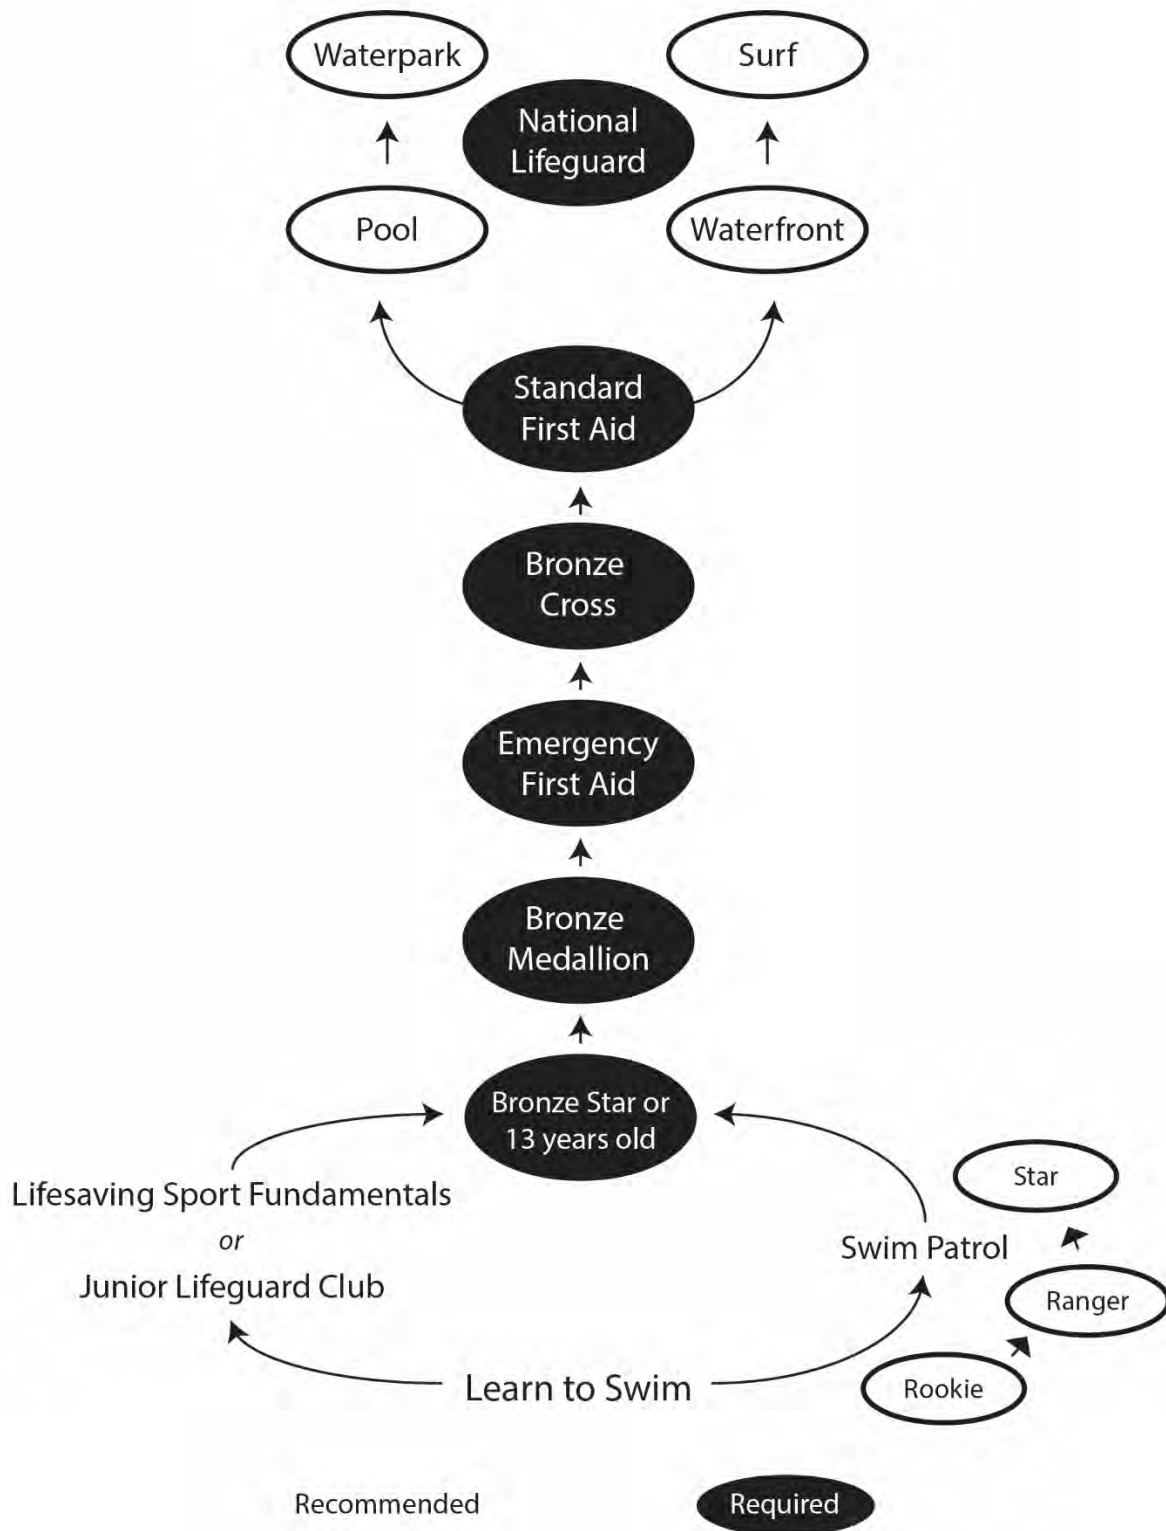 Waterpark
Surf
National
Lifeguard
Pool
Waterfront
Standard
First Aid
Bronze
Cross
Emergency
First Aid
Bronze
Medallion
Bronze Star or
13 years old
Lifesaving Sport Fundamentals
or
Junior Lifeguard Club
Star
Swim Patrol
Ranger
Rookie
Learn to Swim
Recommended
Required